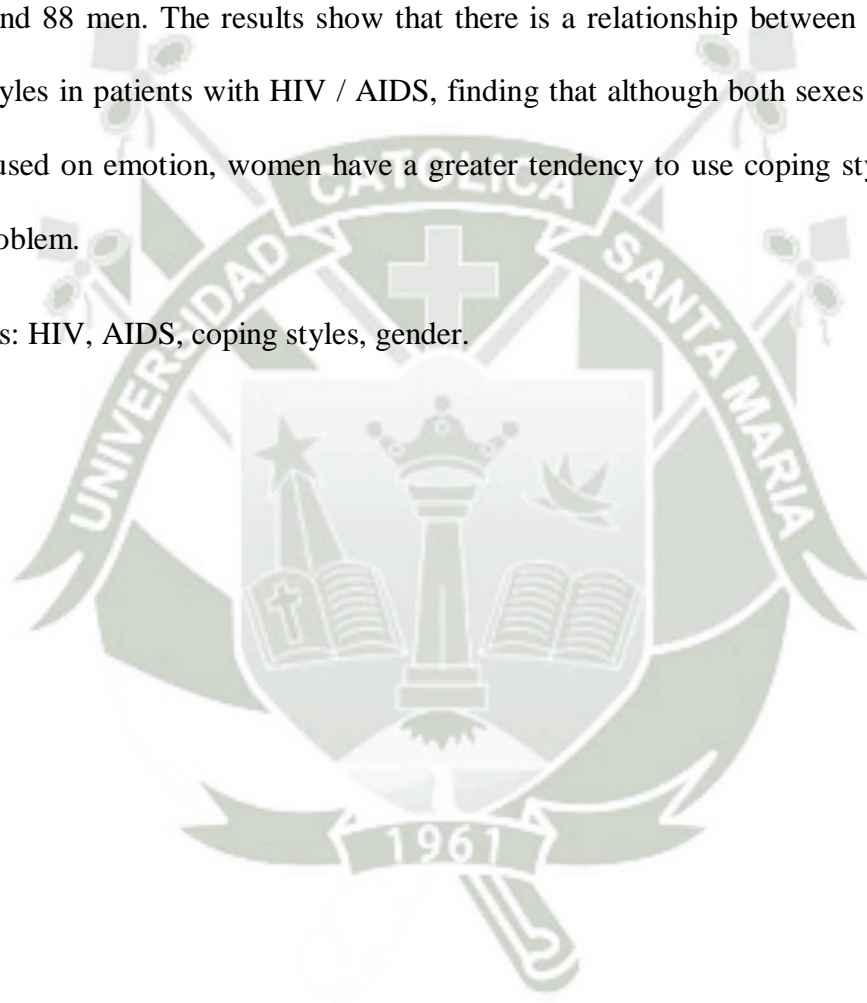 nd 88 men. The results show that there is a relationship between
yles in patients with HIV / AIDS, finding that although both sexes
used on emotion, women have a greater tendency to use coping sty
oblem.
s: HIV, AIDS, coping styles, gender.
UNIVERSIDAD CATOLICA SANTA MARIA
1961